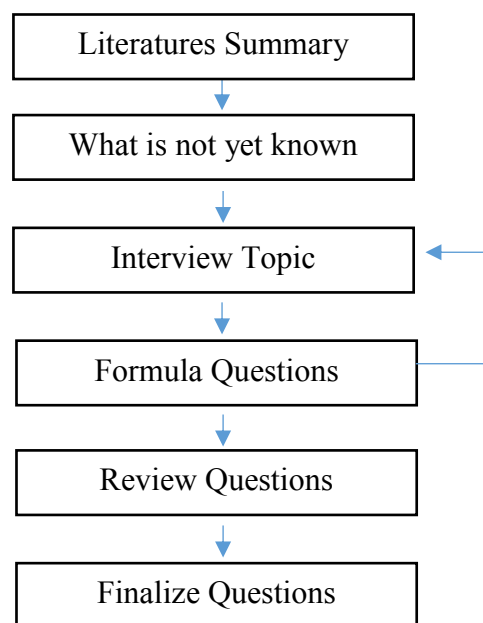 Literatures Summary
What is not yet known
Interview Topic
Formula Questions
Review Questions
Finalize Questions